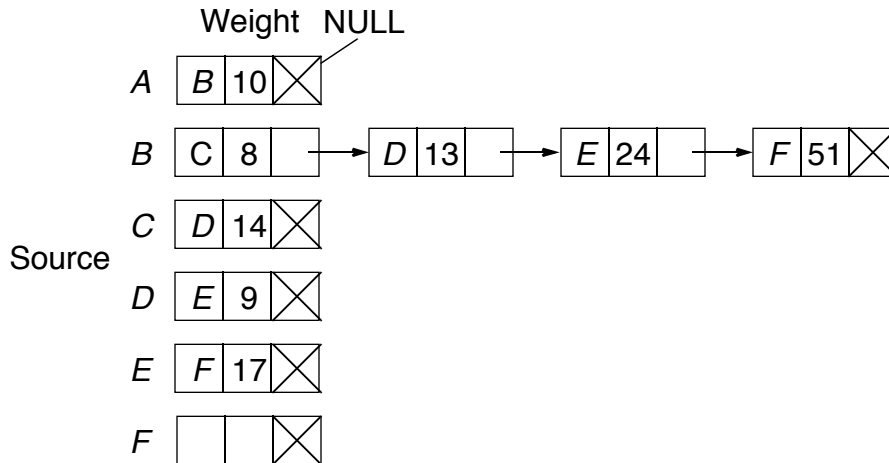 Weight NULL
A B 10
B C 8 D 13 E 24 F 51
C D 14
Source
D E 9
E F 17
F